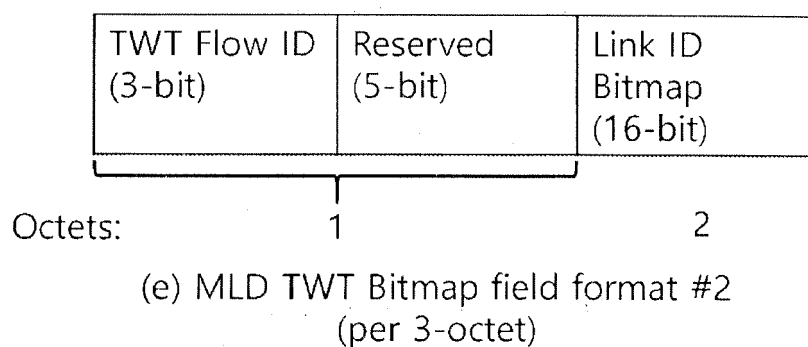 TWT Flow ID
(3-bit)
Reserved
(5-bit)
Link ID
Bitmap
(16-bit)
Octets: 1 2
(e) MLD TWT Bitmap field format #2
(per 3-octet)